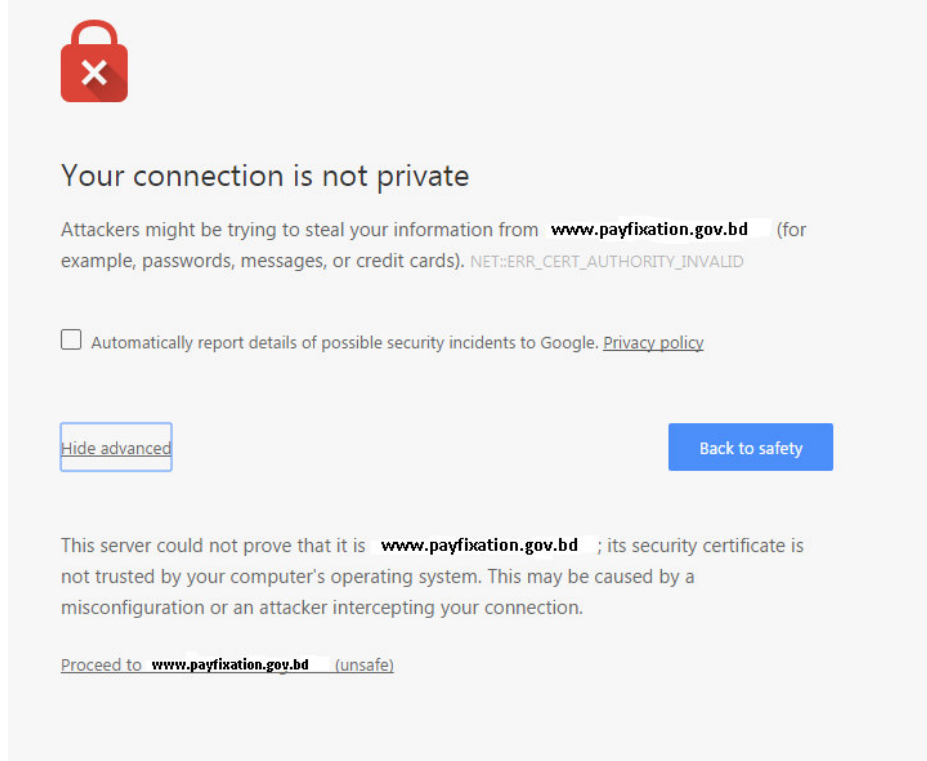 Your connection is not private
Attackers might be trying to steal your information from www.payfixation.gov.bd (for
example, passwords, messages, or credit cards). NET::ERR_CERT_AUTHORITY_INVALID
Automatically report details of possible security incidents to Google. Privacy policy
Hide advanced
Back to safety
This server could not prove that it is www.payfixation.gov.bd ; its security certificate is
not trusted by your computer's operating system. This may be caused by a
misconfiguration or an attacker intercepting your connection.
Proceed to www.payfixation.gov.bd (unsafe)